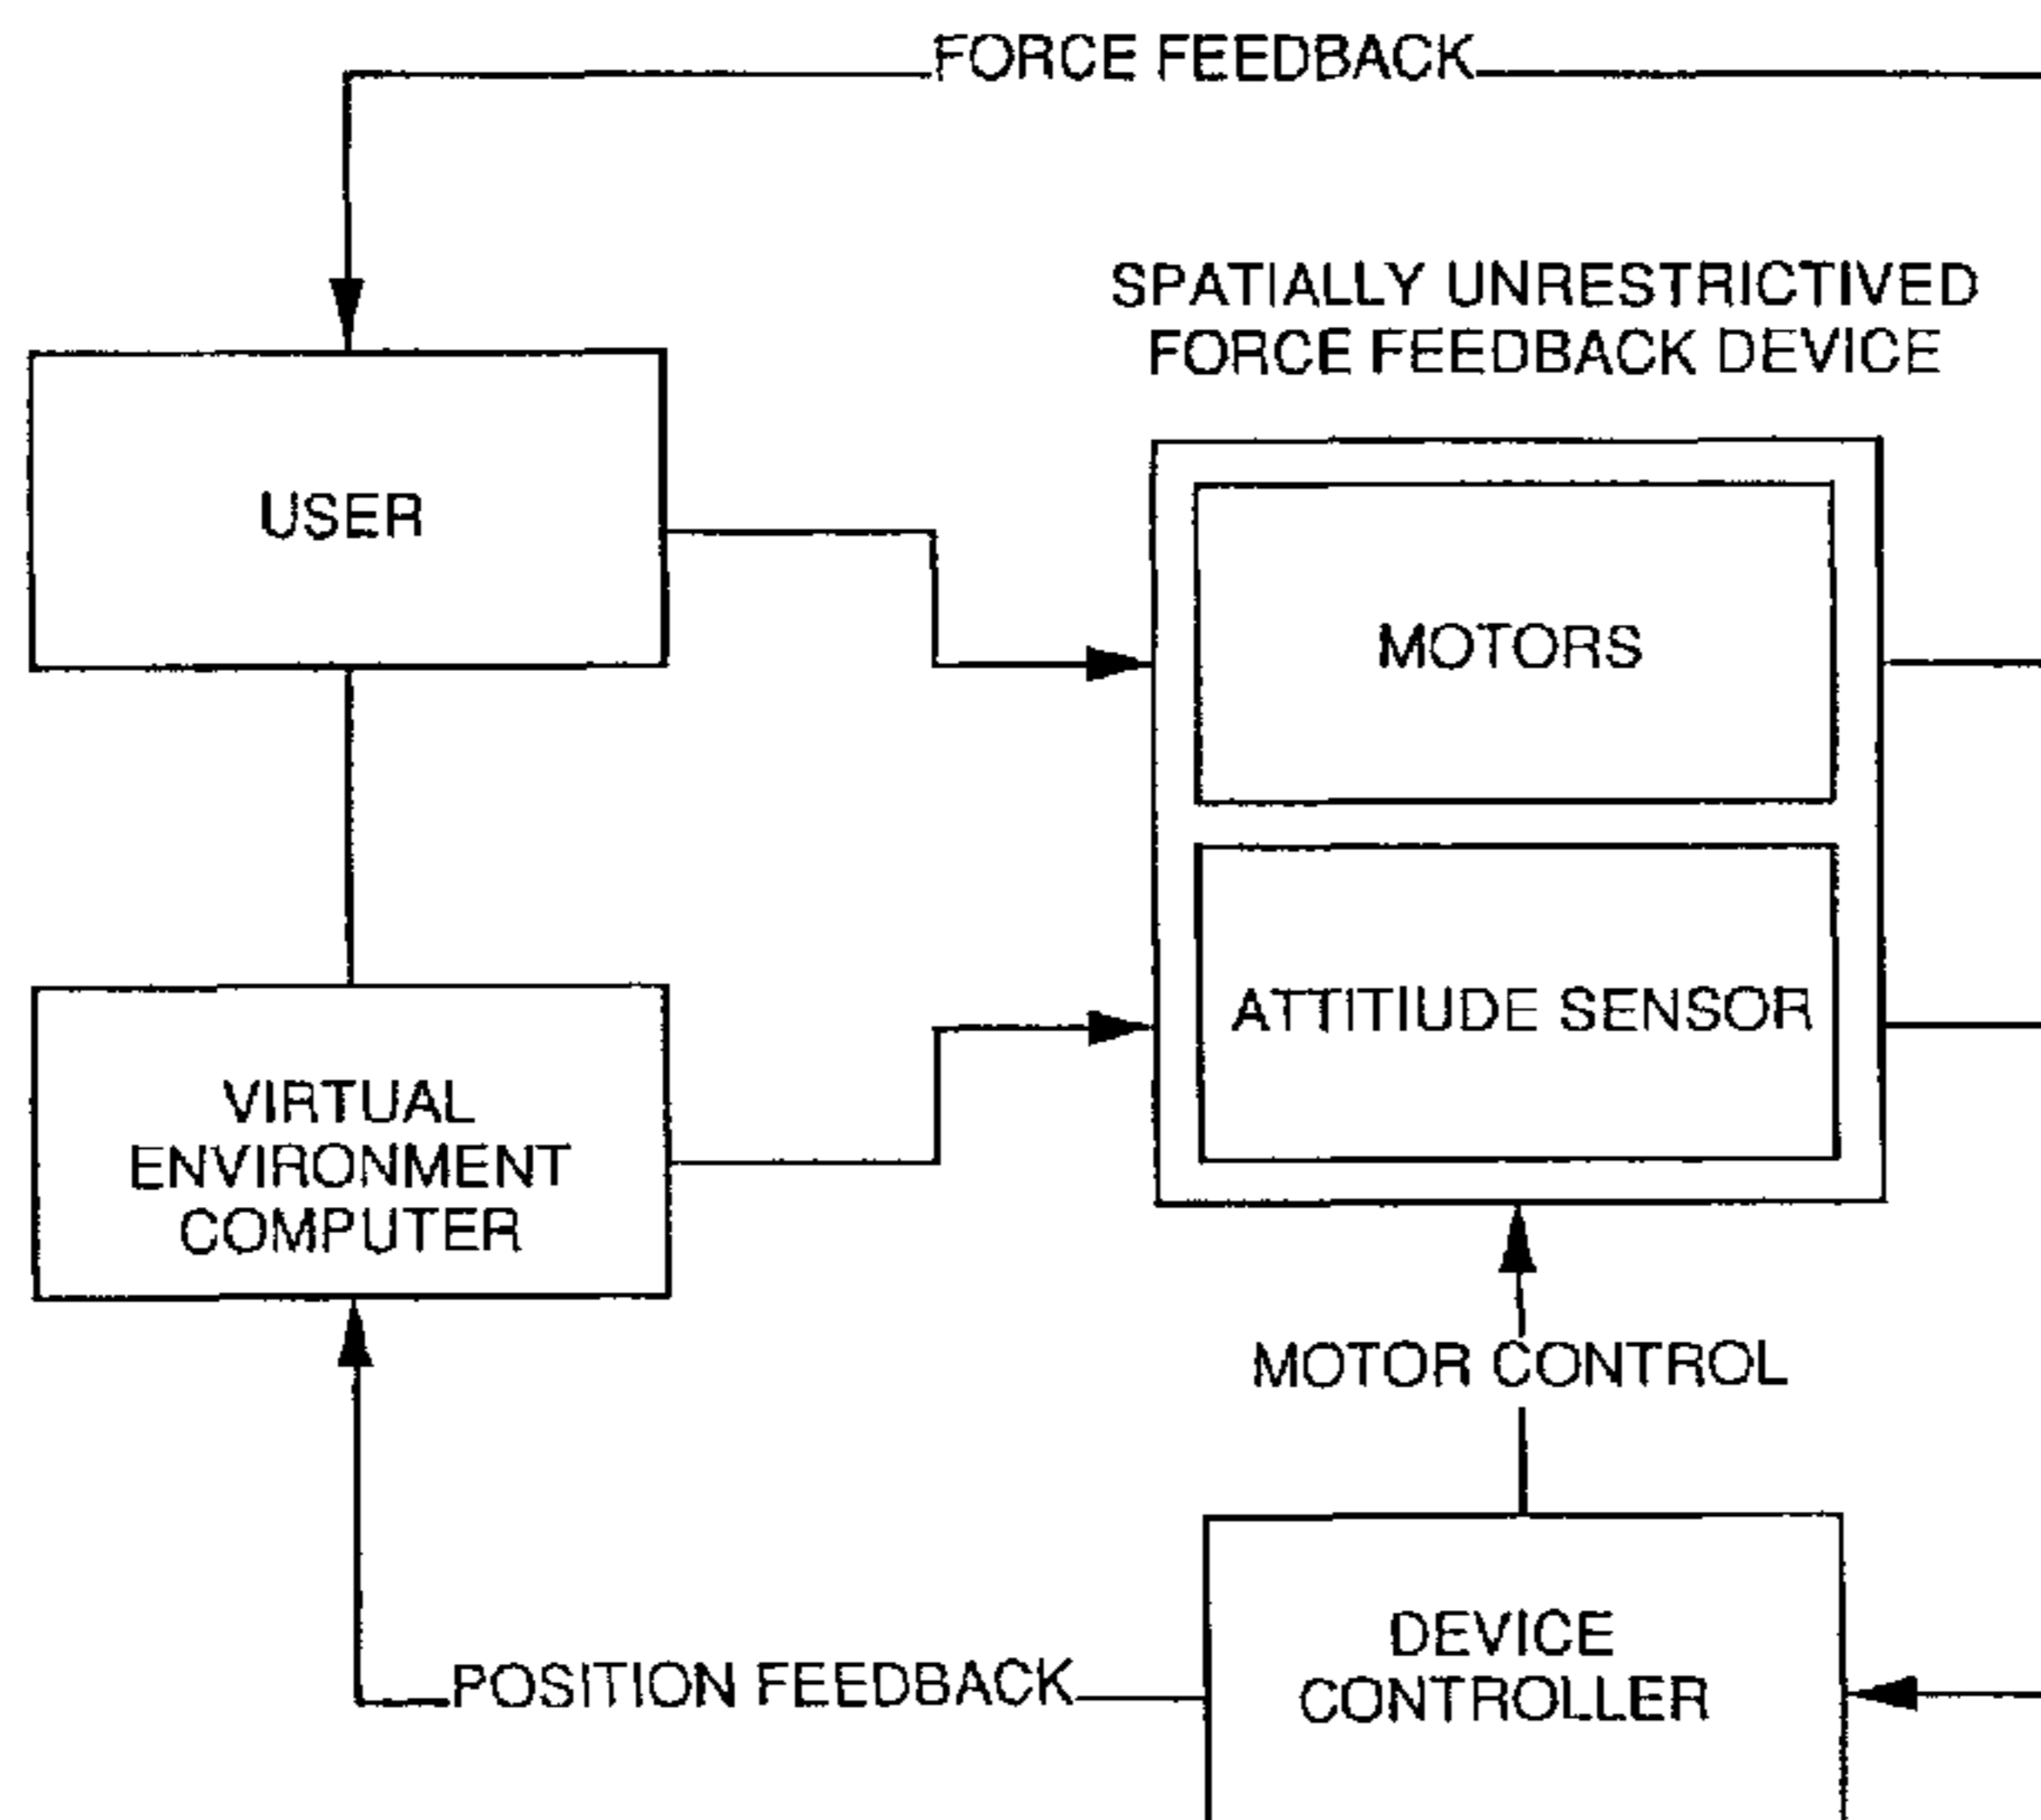 FORCE FEEDBACK
SPATIALLY UNRESTRICTIVED
FORCE FEEDBACK DEVICE
USER
MOTORS
ATTITIUDE SENSOR
VIRTUAL
ENVIRONMENT
COMPUTER
MOTOR CONTROL
DEVICE
CONTROLLER
POSITION FEEDBACK